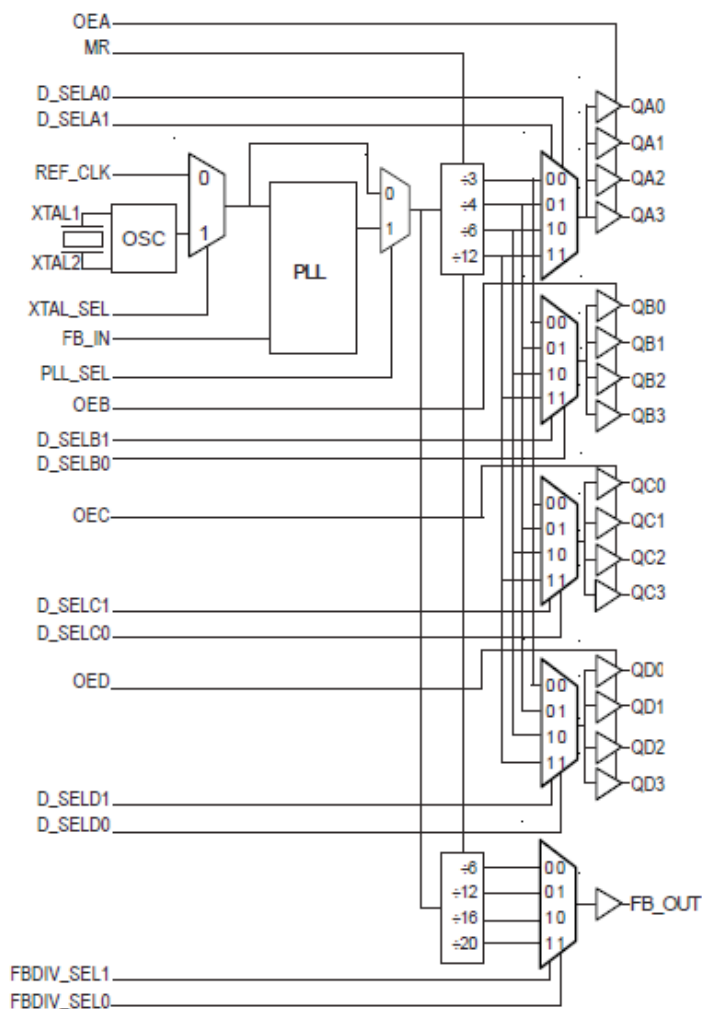 OEA
MR
D_SELA0
D_SELA1
REF_CLK
XTAL1
XTAL2
OSC
0
1
XTAL_SEL
FB_IN
PLL_SEL
PLL
0
1
÷3
÷4
÷6
÷12
00
01
10
11
QA0
QA1
QA2
QA3
OEB
D_SELB1
D_SELB0
00
01
10
11
QB0
QB1
QB2
QB3
OEC
D_SELC1
D_SELC0
00
01
10
11
QC0
QC1
QC2
QC3
OED
D_SELD1
D_SELD0
00
01
10
11
QD0
QD1
QD2
QD3
÷6
÷12
÷16
÷20
00
01
10
11
FB_OUT
FBDIV_SEL1
FBDIV_SEL0